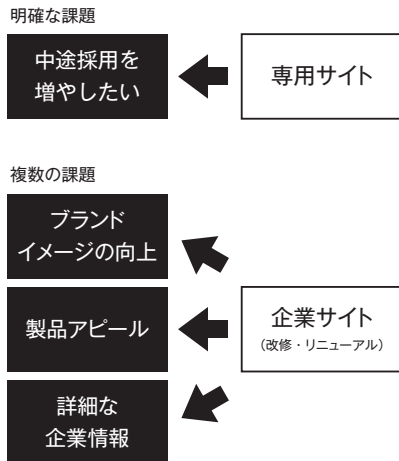 明確な課題
中途採用を
増やしたい
専用サイト
複数の課題
ブランド
イメージの向上
製品アピール
企業サイト
（改修・リニューアル）
詳細な
企業情報